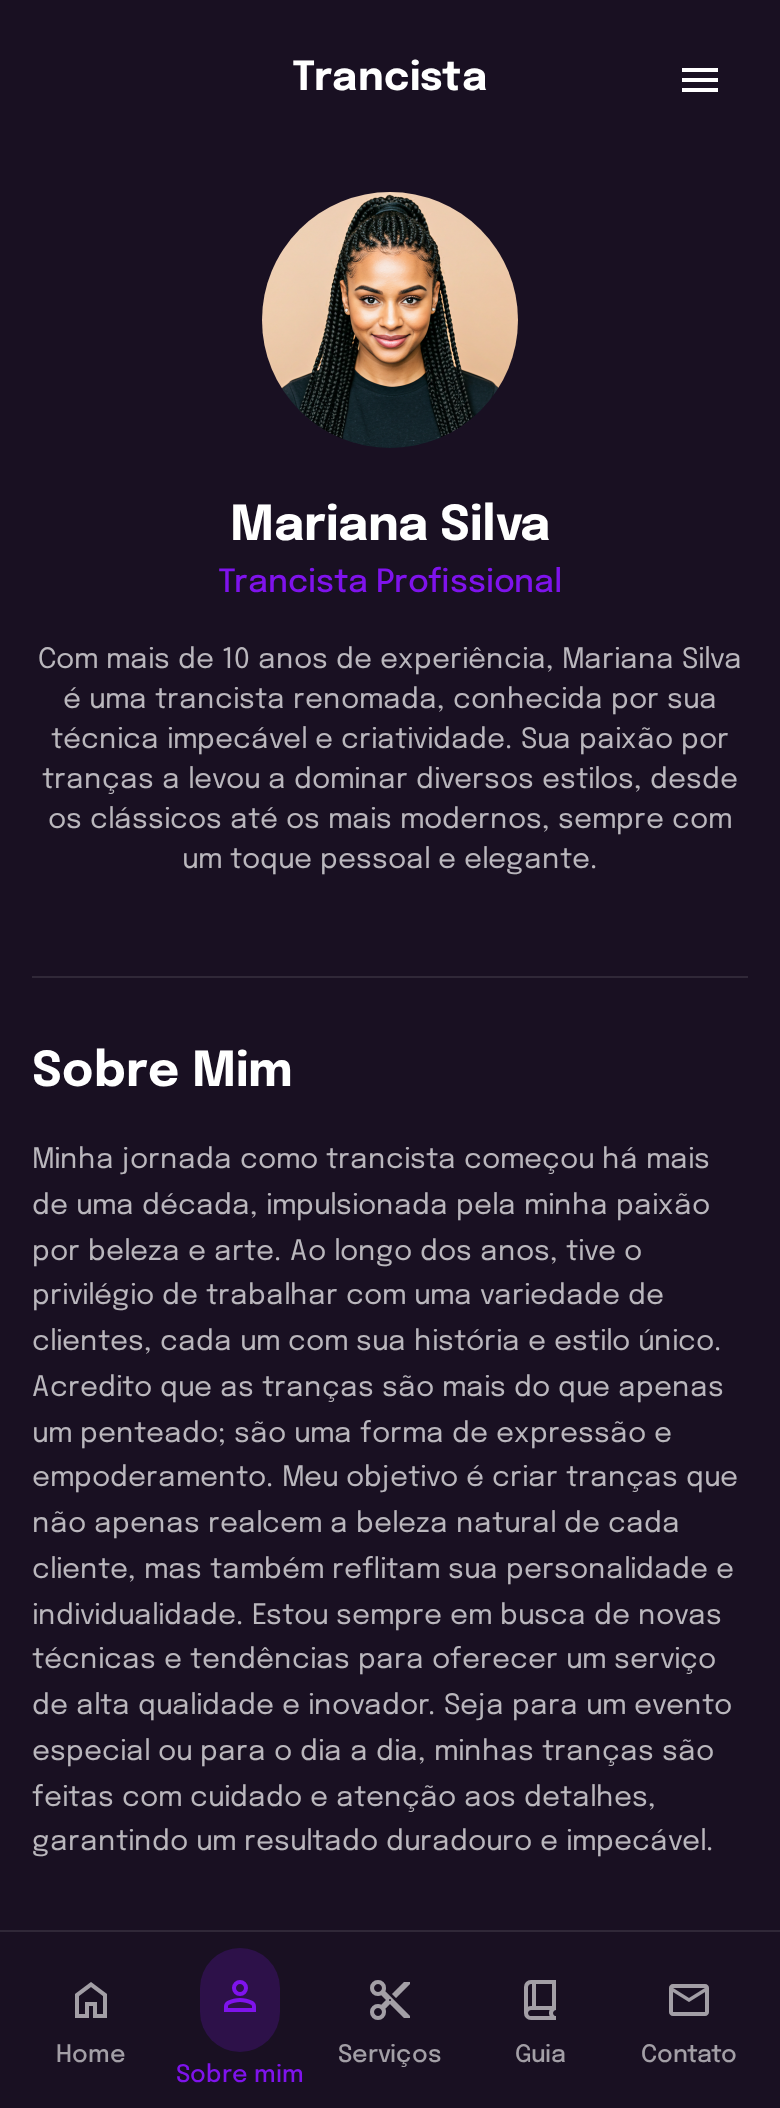 Trancista
Mariana Silva
Trancista Profissional
Com mais de 10 anos de experiência, Mariana Silva
é uma trancista renomada, conhecida por sua
técnica impecável e criatividade. Sua paixão por
tranças a levou a dominar diversos estilos, desde
os clássicos até os mais modernos, sempre com
um toque pessoal e elegante.
Sobre Mim
Minha jornada como trancista começou há mais
de uma década, impulsionada pela minha paixão
por beleza e arte. Ao longo dos anos, tive o
privilégio de trabalhar com uma variedade de
clientes, cada um com sua história e estilo único.
Acredito que as tranças são mais do que apenas
um penteado; são uma forma de expressão e
empoderamento. Meu objetivo é criar tranças que
não apenas realcem a beleza natural de cada
cliente, mas também reflitam sua personalidade e
individualidade. Estou sempre em busca de novas
técnicas e tendências para oferecer um serviço
de alta qualidade e inovador. Seja para um evento
especial ou para o dia a dia, minhas tranças são
feitas com cuidado e atenção aos detalhes,
garantindo um resultado duradouro e impecável.
Home
Sobre mim
Serviços
Guia
Contato